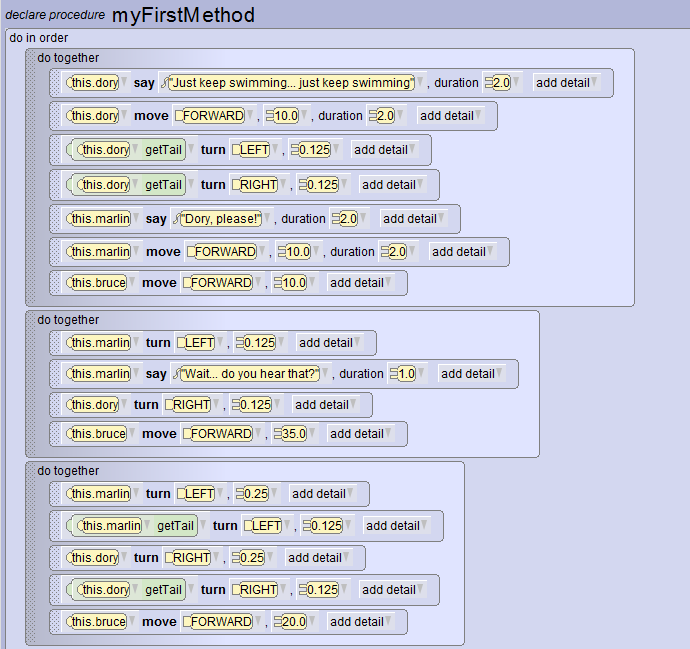 declare procedure myFirstMethod
do in order
do together
this.dory say "Just keep swimming... just keep swimming" , duration 2.0 add detail
this.dory move FORWARD , 10.0 , duration 2.0 add detail
this.dory getTail turn LEFT , 0.125 add detail
this.dory getTail turn RIGHT , 0.125 add detail
this.marlin say "Dory, please!" , duration 2.0 add detail
this.marlin move FORWARD , 10.0 , duration 2.0 add detail
this.bruce move FORWARD , 10.0 add detail
do together
this.marlin turn LEFT , 0.125 add detail
this.marlin say "Wait... do you hear that?" , duration 1.0 add detail
this.dory turn RIGHT , 0.125 add detail
this.bruce move FORWARD , 35.0 add detail
do together
this.marlin turn LEFT , 0.25 add detail
this.marlin getTail turn LEFT , 0.125 add detail
this.dory turn RIGHT , 0.25 add detail
this.dory getTail turn RIGHT , 0.125 add detail
this.bruce move FORWARD , 20.0 add detail